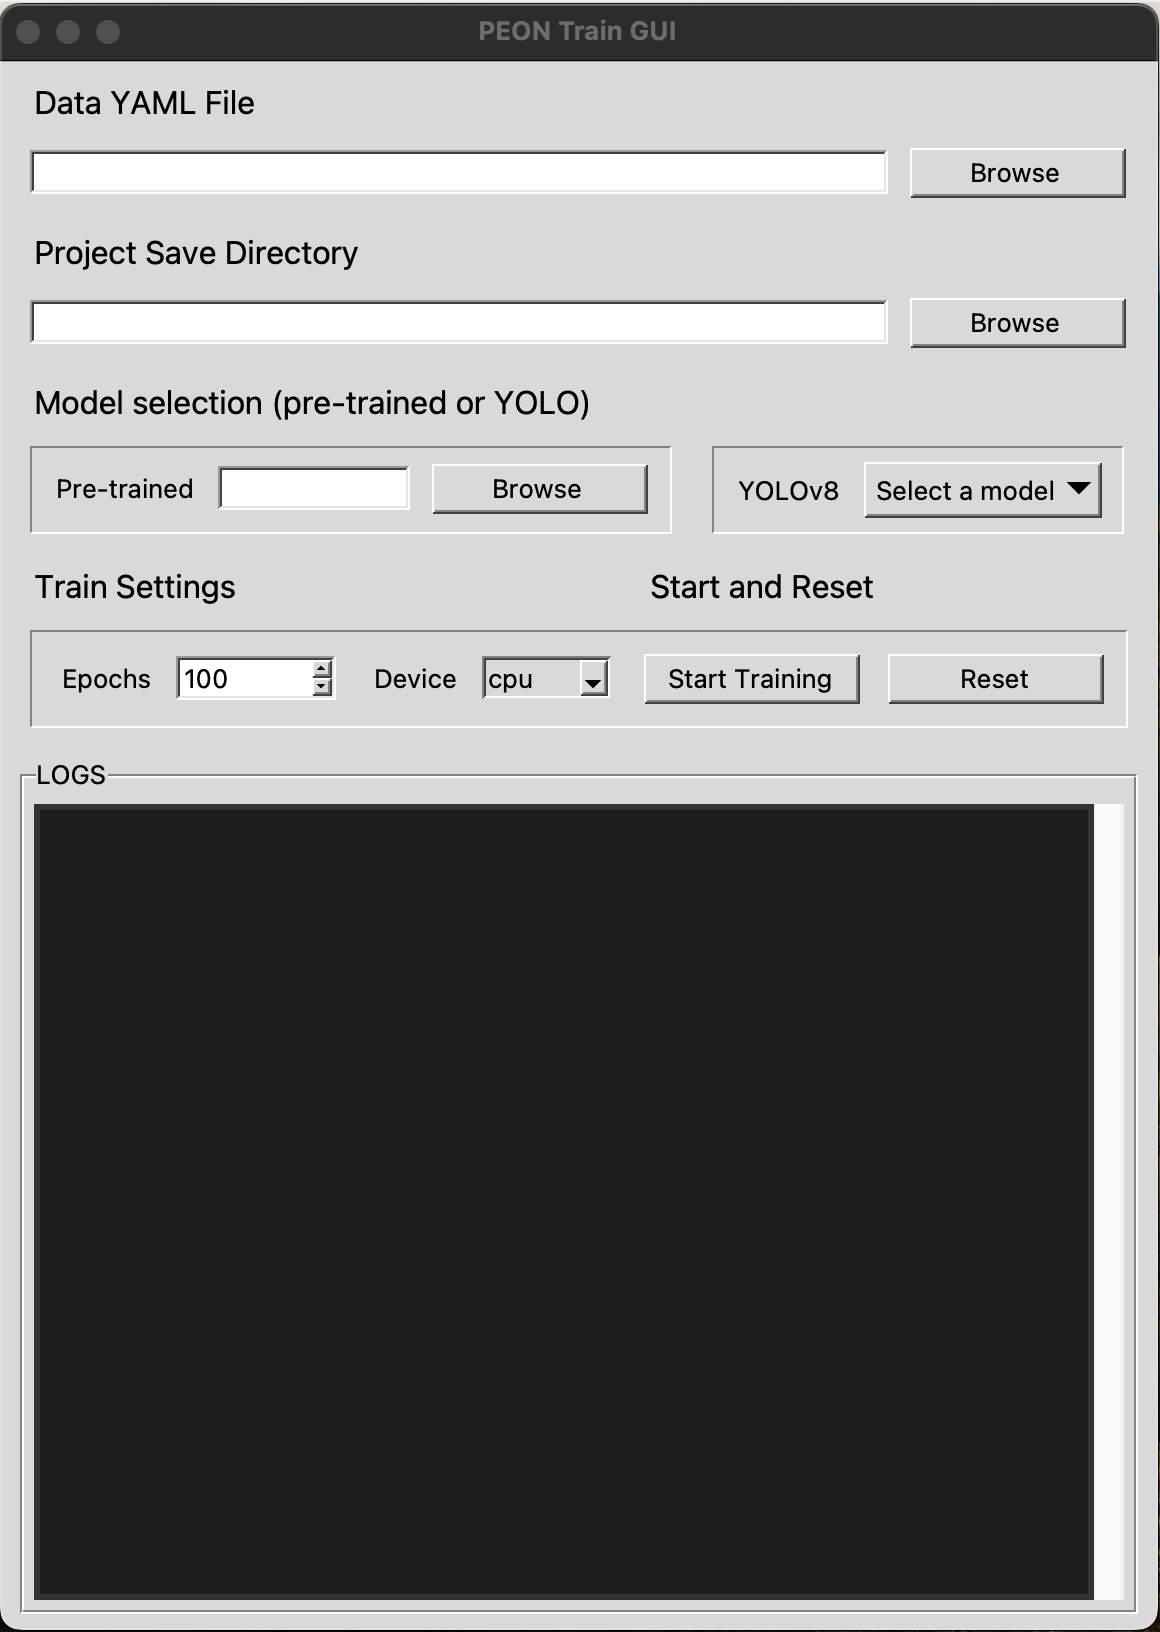 PEON Train GUI
Data YAML File
Browse
Project Save Directory
Browse
Model selection (pre-trained or YOLO)
Pre-trained Browse YOLOv8 Select a model
Train Settings Start and Reset
Epochs 100 Device cpu Start Training Reset
LOGS